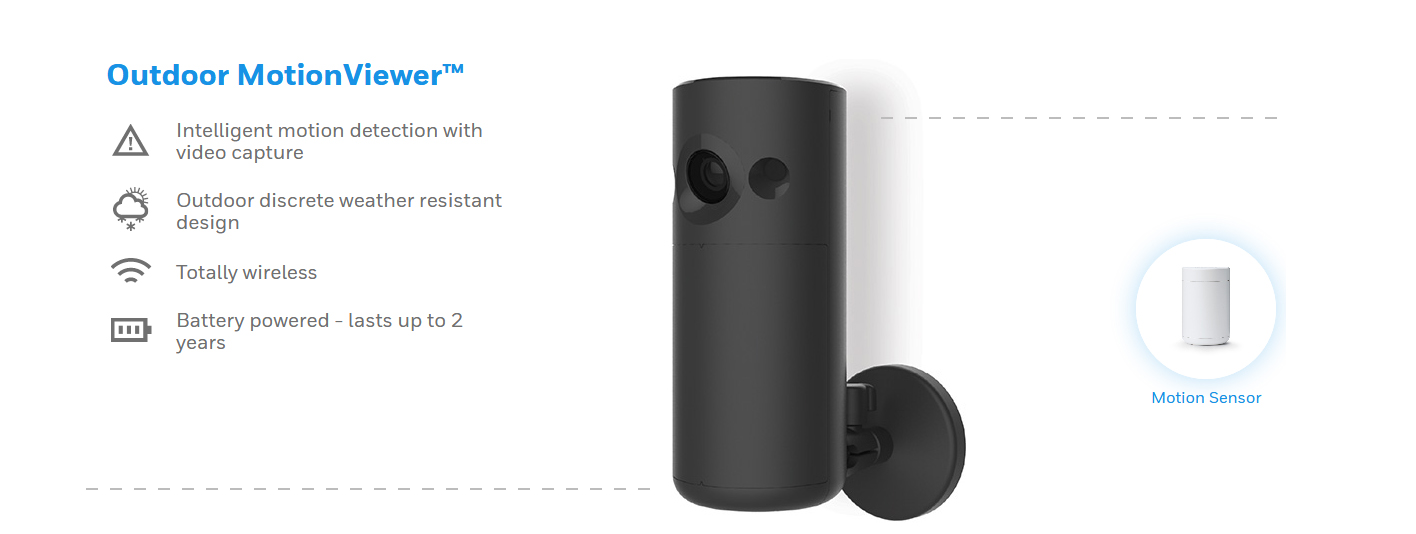 Outdoor MotionViewer™
Intelligent motion detection with
video capture
Outdoor discrete weather resistant
design
Totally wireless
Battery powered - lasts up to 2
years
Motion Sensor